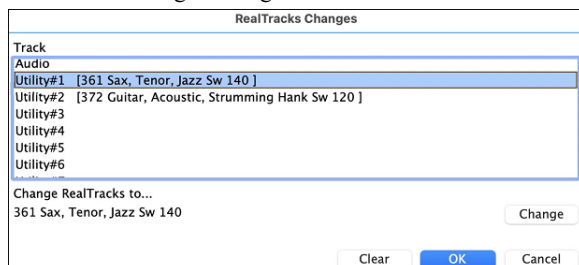 RealTracks Changes
Track
Audio
Utility#1 [361 Sax, Tenor, Jazz Sw 140 ]
Utility#2 [372 Guitar, Acoustic, Strumming Hank Sw 120 ]
Utility#3
Utility#4
Utility#5
Utility#6
Change RealTracks to...
361 Sax, Tenor, Jazz Sw 140
Change
Clear OK Cancel